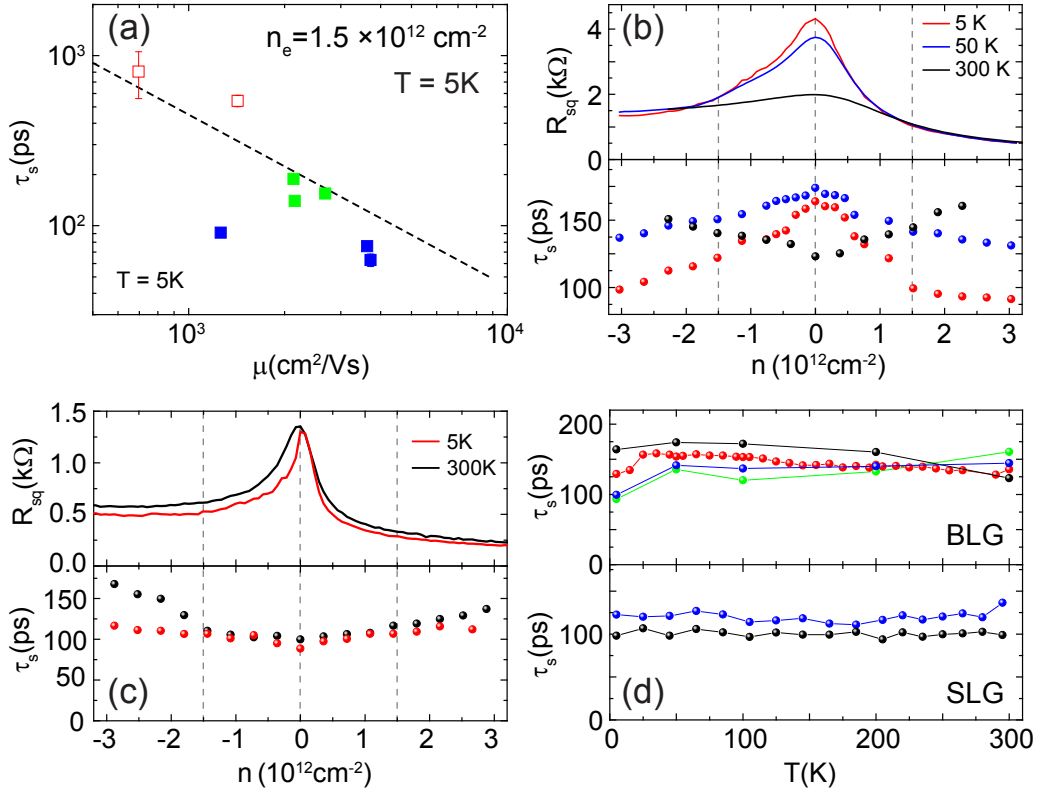 (a)
n_e=1.5 ×10^12 cm^-2
T = 5K
10^3
10^2
τ_s(ps)
T = 5K
10^3
10^4
μ(cm^2/Vs)
(b)
5 K
50 K
300 K
4
2
0
R_sq(kΩ)
150
100
τ_s(ps)
-3
-2
-1
0
1
2
3
n (10^12cm^-2)
1.5
1.0
0.5
0.0
R_sq(kΩ)
5K
300K
150
100
50
0
τ_s(ps)
(c)
-3
-2
-1
0
1
2
3
n (10^12cm^-2)
200
150
100
50
0
τ_s(ps)
BLG
100
0
τ_s(ps)
(d)
SLG
0
100
200
300
T(K)